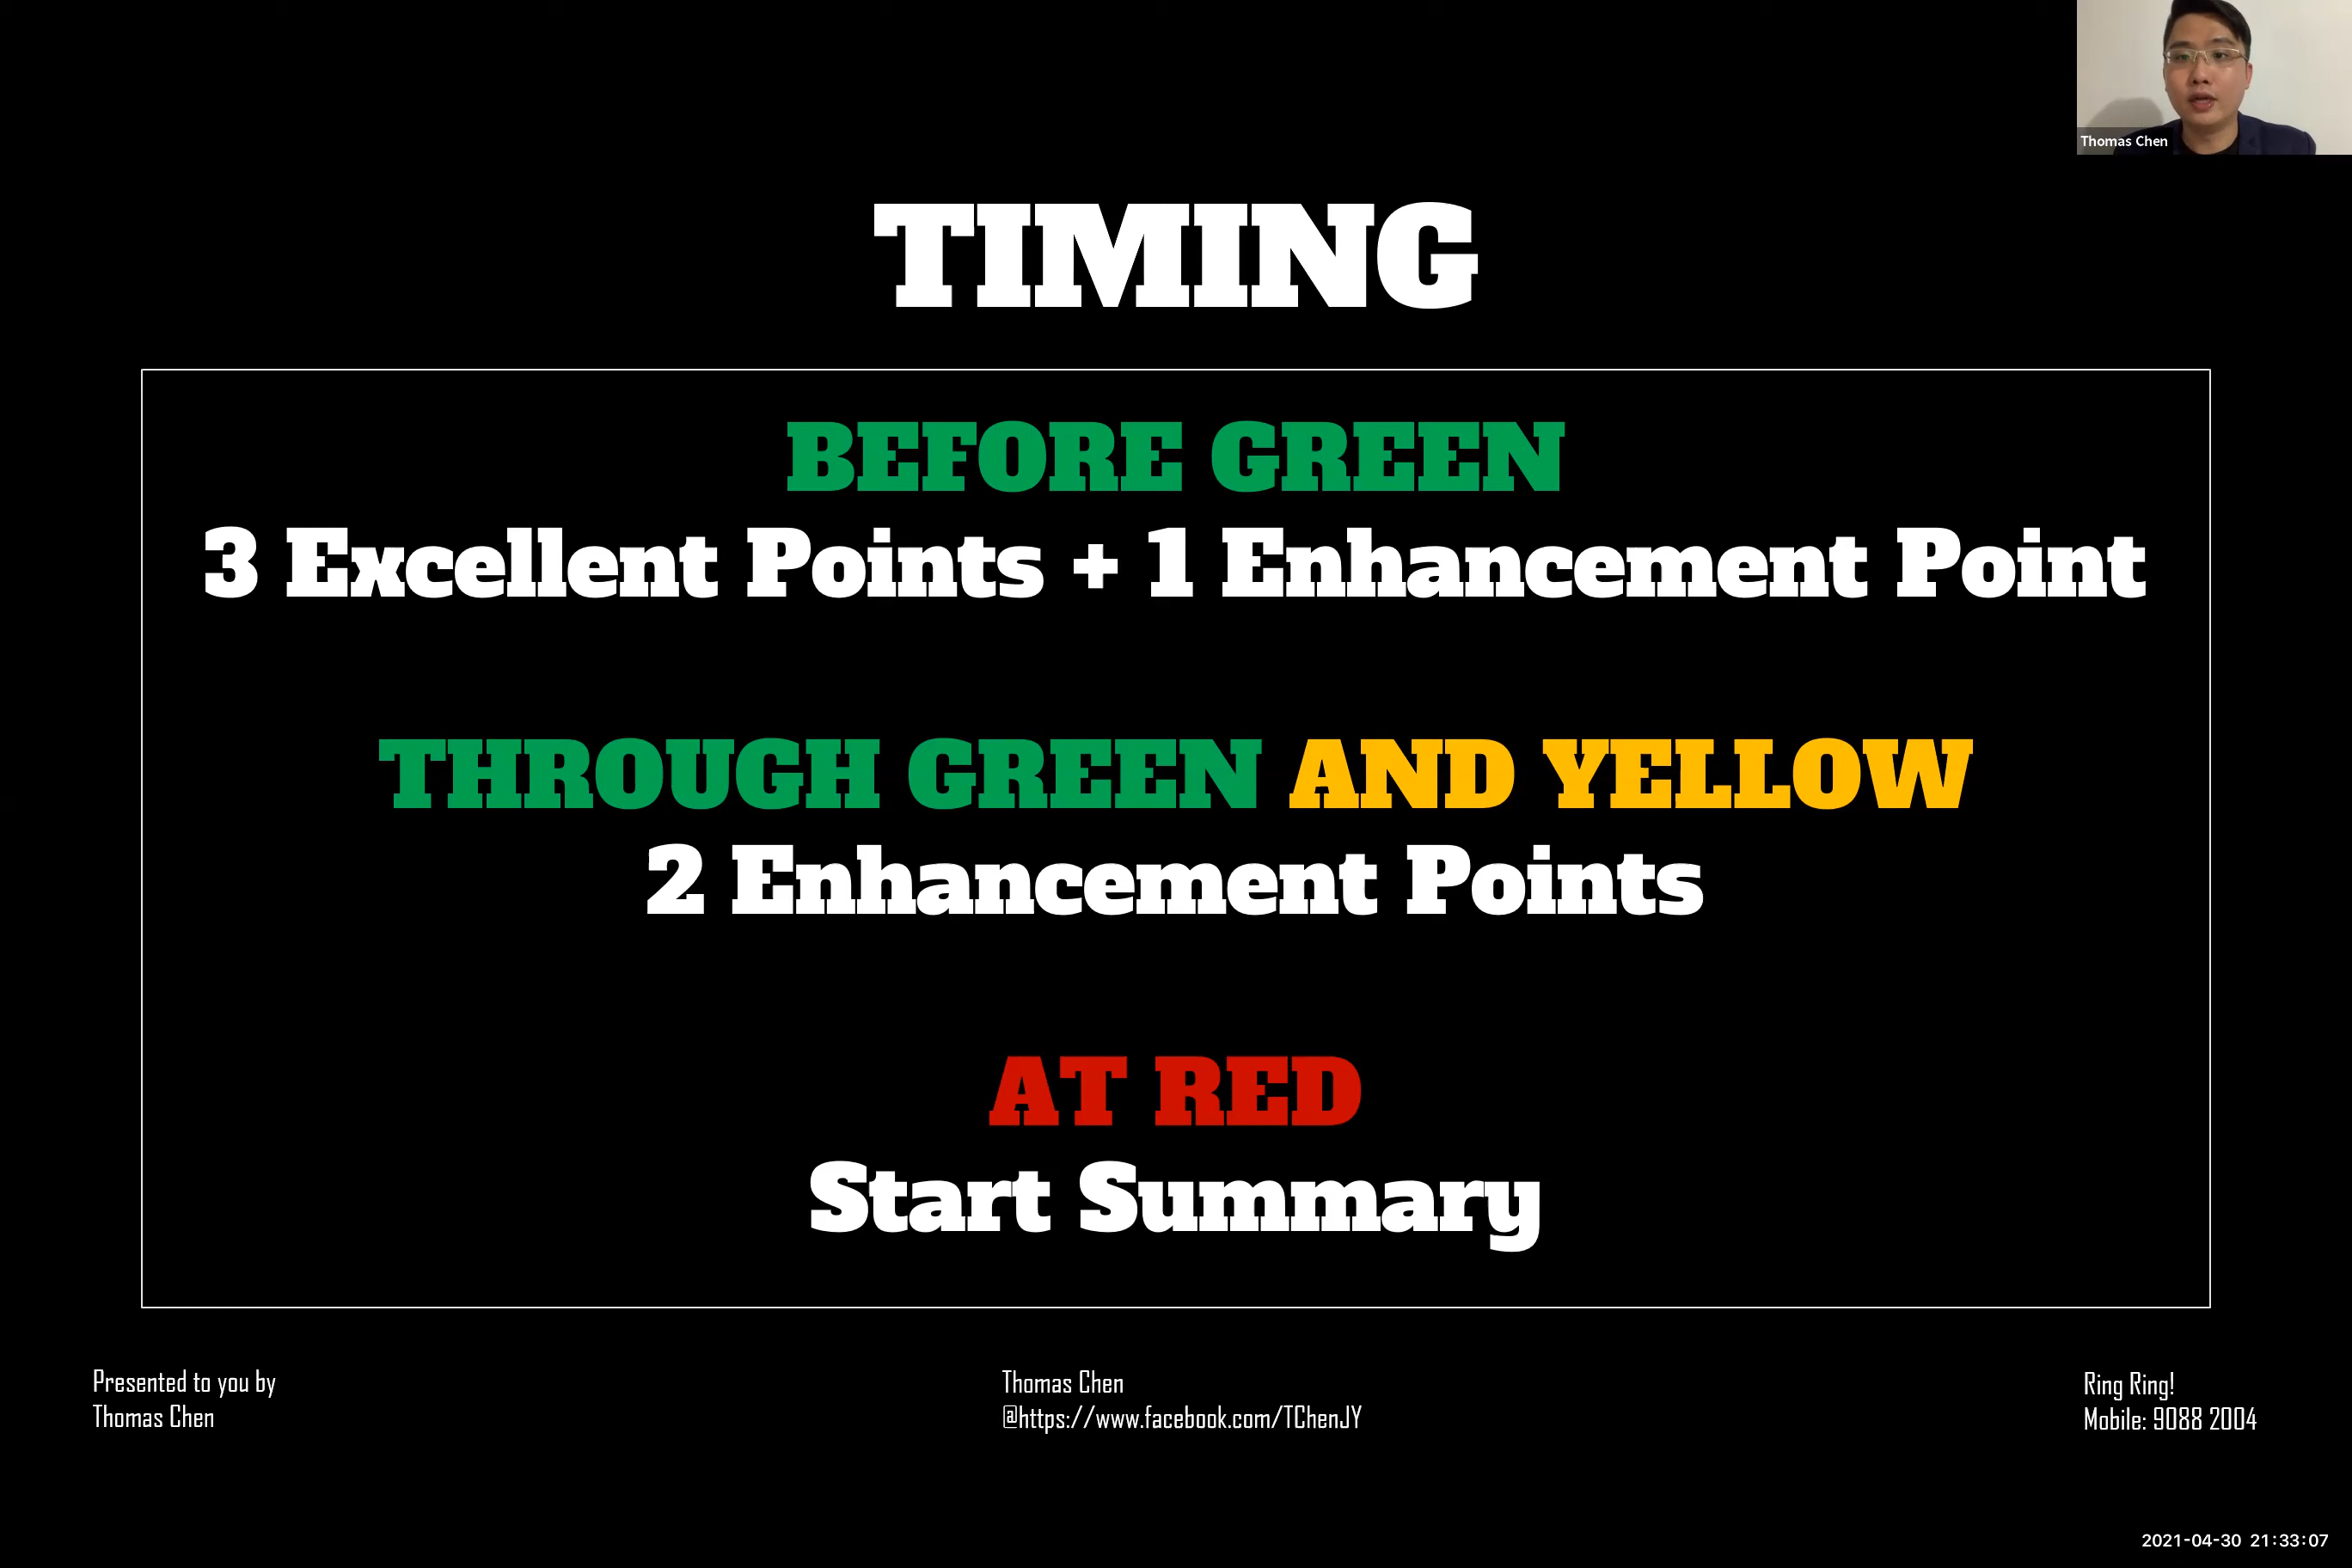 Thomas Chen
TIMING
BEFORE GREEN
3 Excellent Points + 1 Enhancement Point
THROUGH GREEN AND YELLOW
2 Enhancement Points
AT RED
Start Summary
Presented to you by
Thomas Chen
Thomas Chen
@https://www.facebook.com/TChenJY
Ring Ring!
Mobile: 9088 2004
2021-04-30 21:33:07